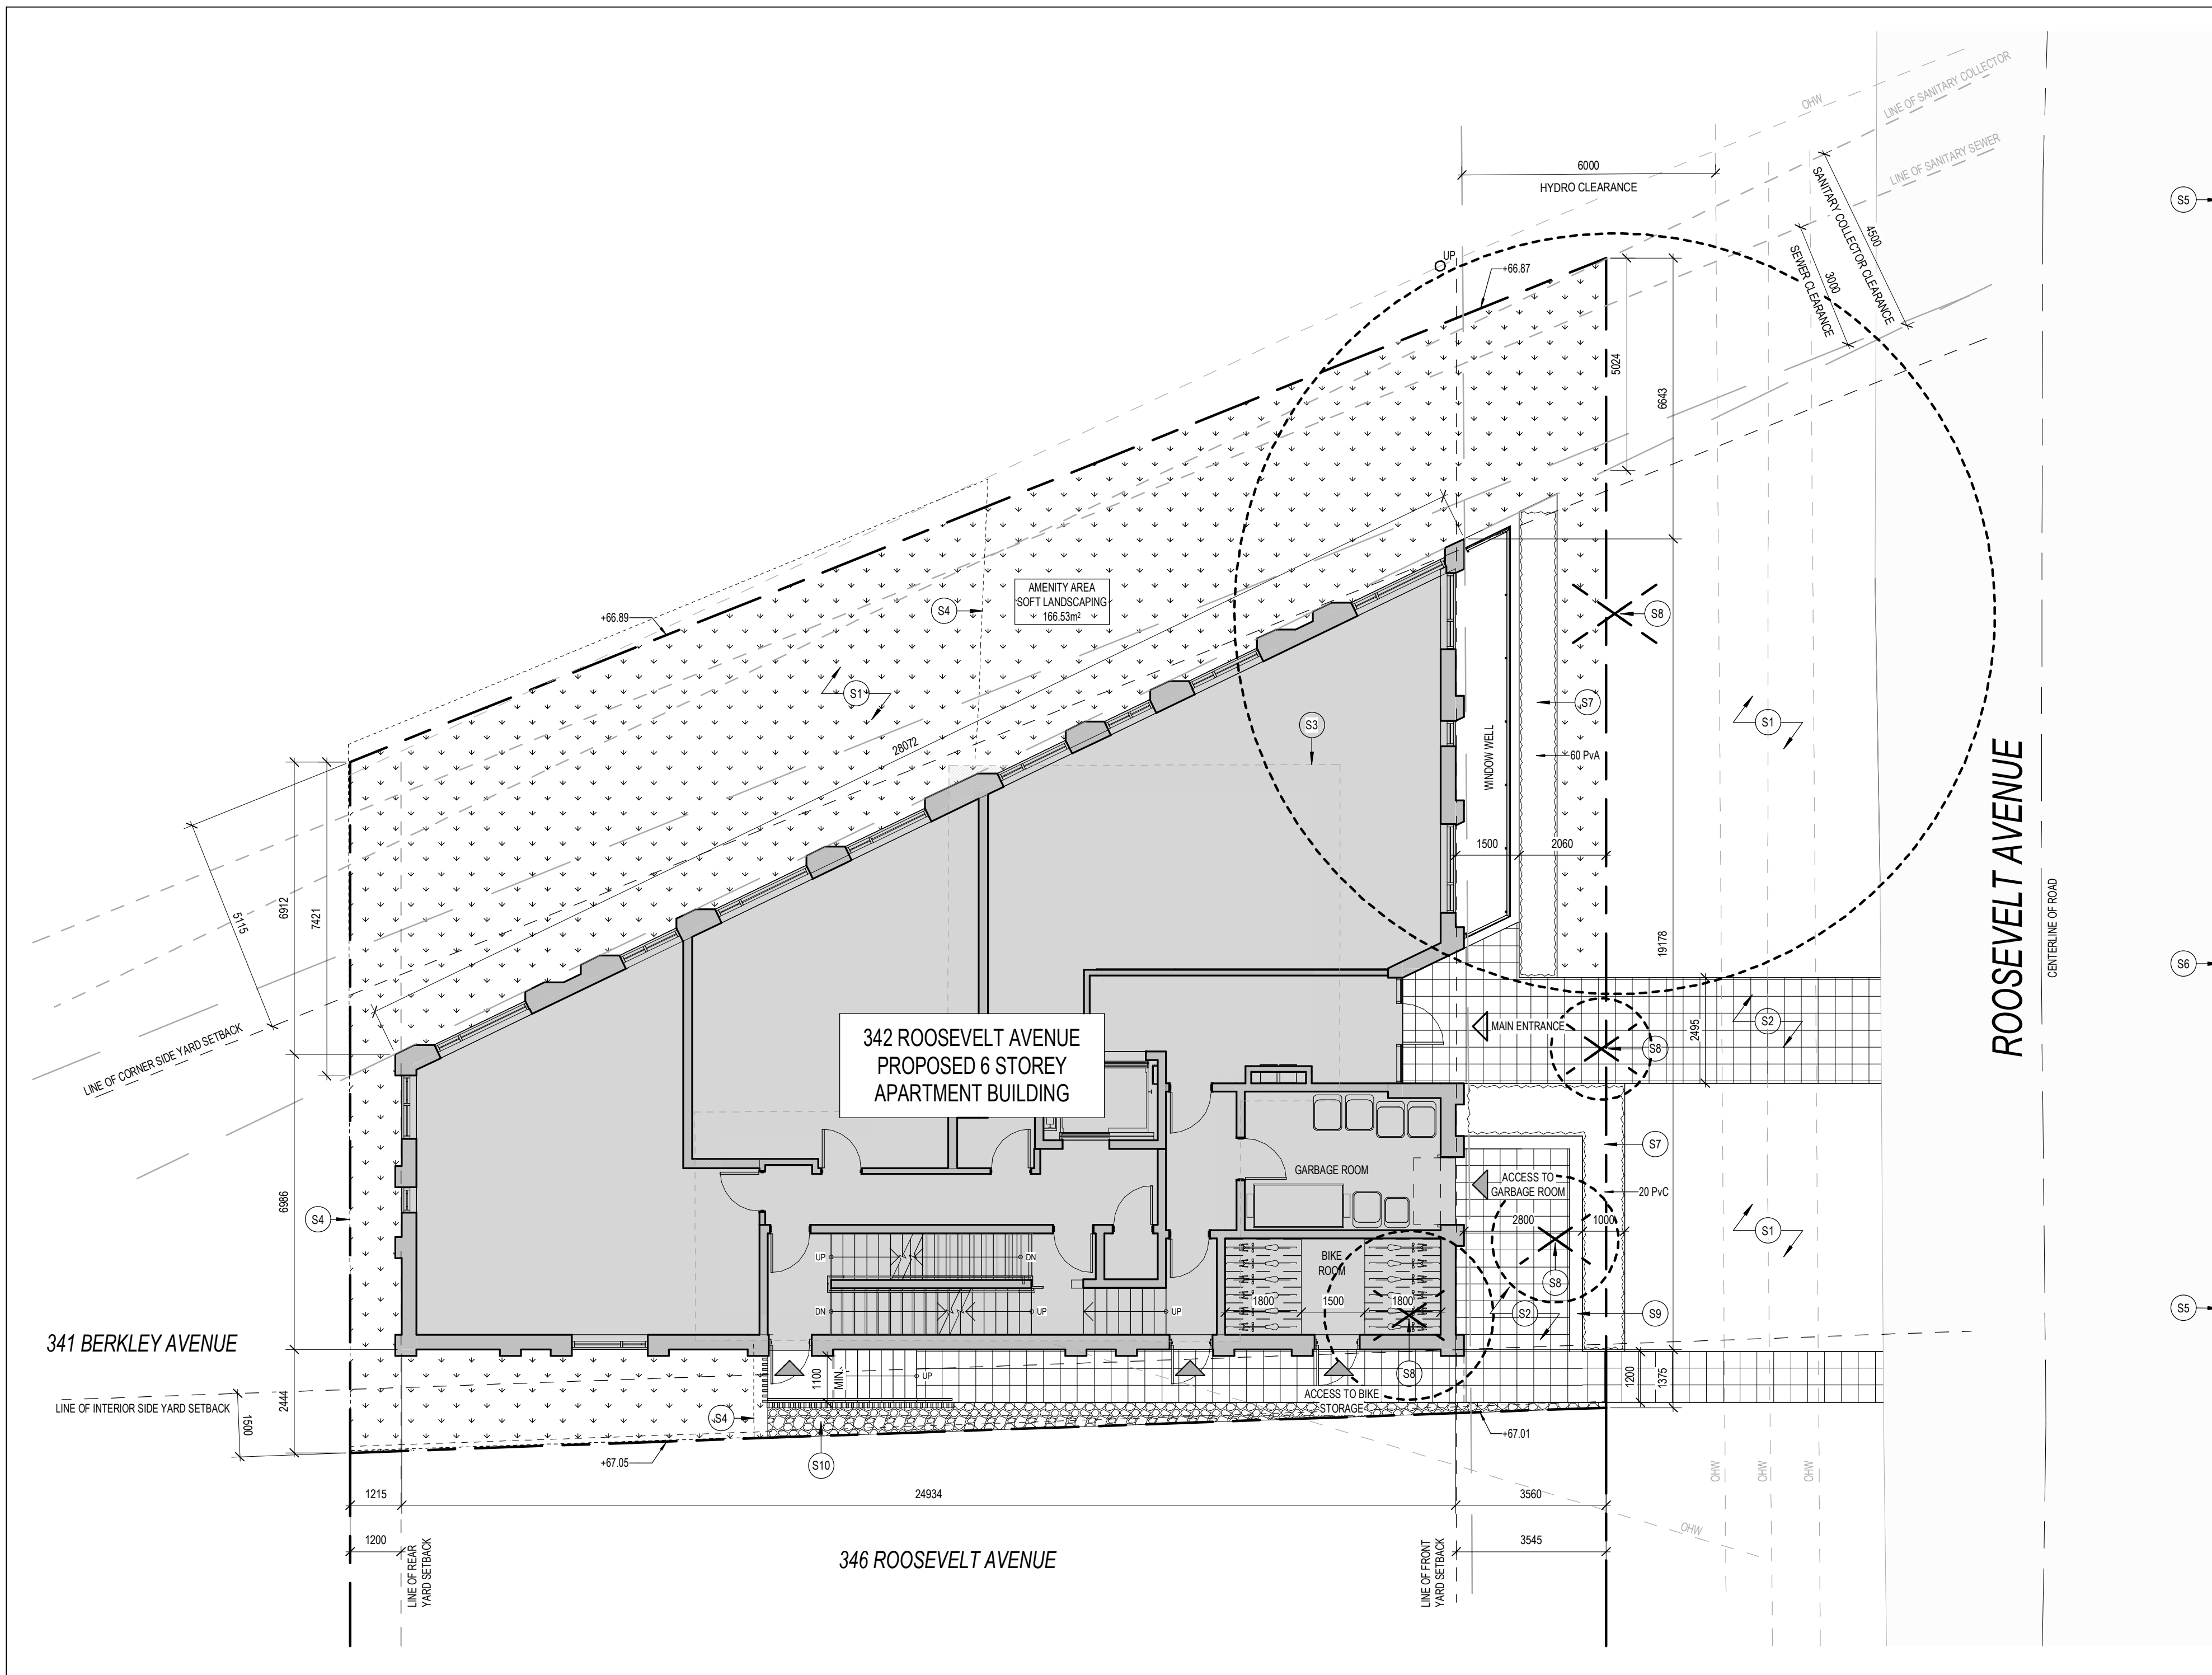 OHW
LINE OF SANITARY COLLECTOR
LINE OF SANITARY SEWER
6000
HYDRO CLEARANCE
SANITARY COLLECTOR CLEARANCE
4500
SEWER CLEARANCE
3000
S5
UP
+66.87
5024
6643
AMENITY AREA
SOFT LANDSCAPING
166.53m²
S4
+66.89
S8
S1
S7
S3
S1
28072
60 PvA
WINDOW WELL
1500
2060
ROOSEVELT AVENUE
CENTERLINE OF ROAD
6912
7421
5115
19178
S6
LINE OF CORNER SIDE YARD SETBACK
342 ROOSEVELT AVENUE
PROPOSED 6 STOREY
APARTMENT BUILDING
MAIN ENTRANCE
S2
S8
2495
S7
GARBAGE ROOM
ACCESS TO
GARBAGE ROOM
20 PvC
6986
S4
2800
1000
S1
UP
DN
BIKE
ROOM
S8
1800
1500
1800
DN
UP
UP
S2
S9
S5
341 BERKLEY AVENUE
1100
MIN.
UP
S8
1200
1375
ACCESS TO BIKE
STORAGE
LINE OF INTERIOR SIDE YARD SETBACK
1500
2444
S4
+67.05
S10
+67.01
OHW
OHW
OHW
1215
24934
3560
OHW
1200
LINE OF REAR
YARD SETBACK
346 ROOSEVELT AVENUE
LINE OF FRONT
YARD SETBACK
3545